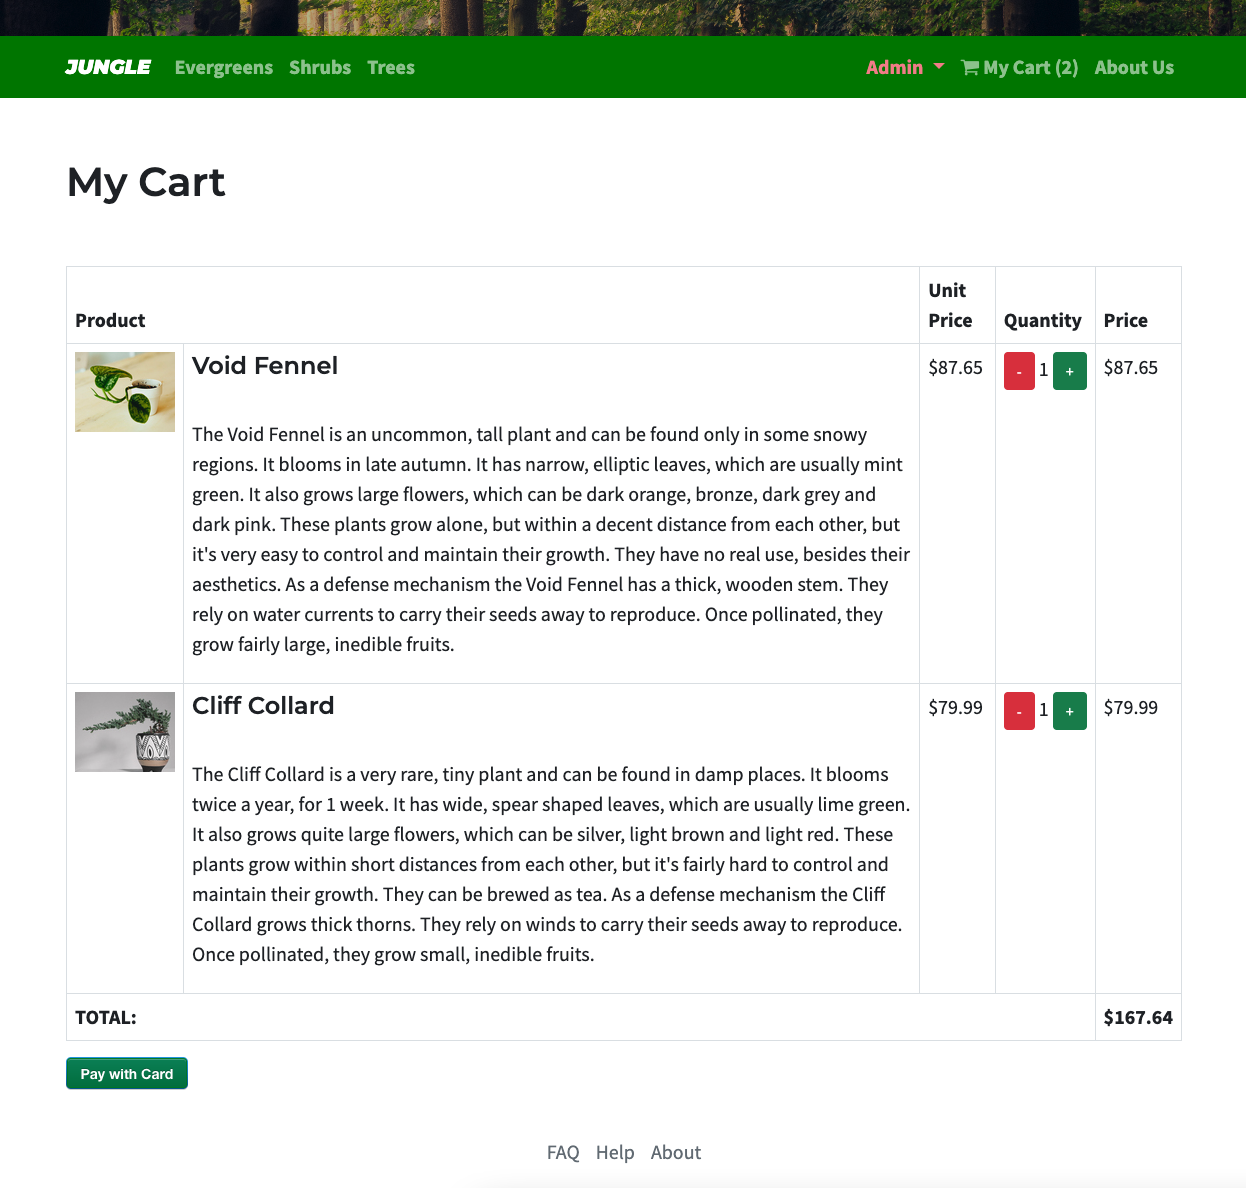 JUNGLE Evergreens Shrubs Trees Admin My Cart (2) About Us
My Cart
Product Unit Price Quantity Price
Void Fennel $87.65 - 1 + $87.65
The Void Fennel is an uncommon, tall plant and can be found only in some snowy
regions. It blooms in late autumn. It has narrow, elliptic leaves, which are usually mint
green. It also grows large flowers, which can be dark orange, bronze, dark grey and
dark pink. These plants grow alone, but within a decent distance from each other, but
it's very easy to control and maintain their growth. They have no real use, besides their
aesthetics. As a defense mechanism the Void Fennel has a thick, wooden stem. They
rely on water currents to carry their seeds away to reproduce. Once pollinated, they
grow fairly large, inedible fruits.
Cliff Collard $79.99 - 1 + $79.99
The Cliff Collard is a very rare, tiny plant and can be found in damp places. It blooms
twice a year, for 1 week. It has wide, spear shaped leaves, which are usually lime green.
It also grows quite large flowers, which can be silver, light brown and light red. These
plants grow within short distances from each other, but it's fairly hard to control and
maintain their growth. They can be brewed as tea. As a defense mechanism the Cliff
Collard grows thick thorns. They rely on winds to carry their seeds away to reproduce.
Once pollinated, they grow small, inedible fruits.
TOTAL: $167.64
Pay with Card
FAQ Help About